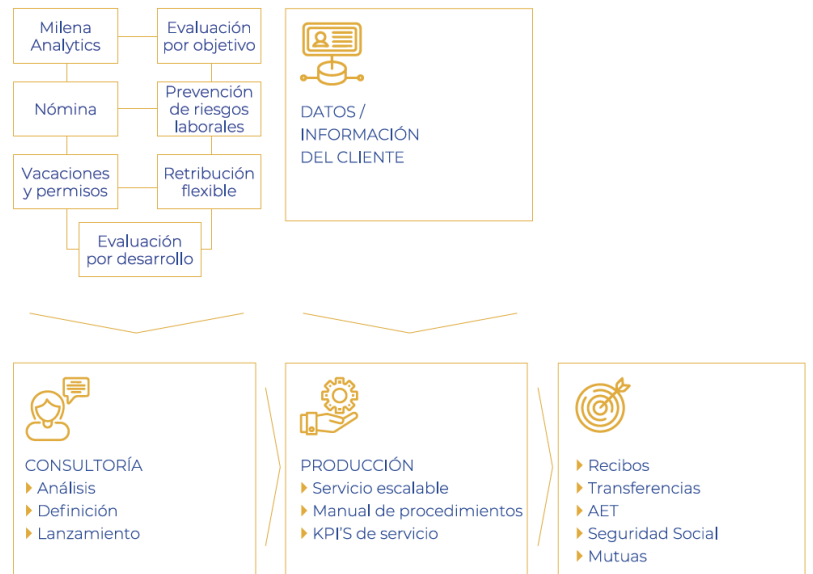 Milena
Analytics
Evaluación
por objetivo
Nómina
Prevención
de riesgos
laborales
Vacaciones
y permisos
Retribución
flexible
Evaluación
por desarrollo
DATOS /
INFORMACIÓN
DEL CLIENTE
CONSULTORÍA
Análisis
Definición
Lanzamiento
PRODUCCIÓN
Servicio escalable
Manual de procedimientos
KPI'S de servicio
Recibos
Transferencias
AET
Seguridad Social
Mutuas